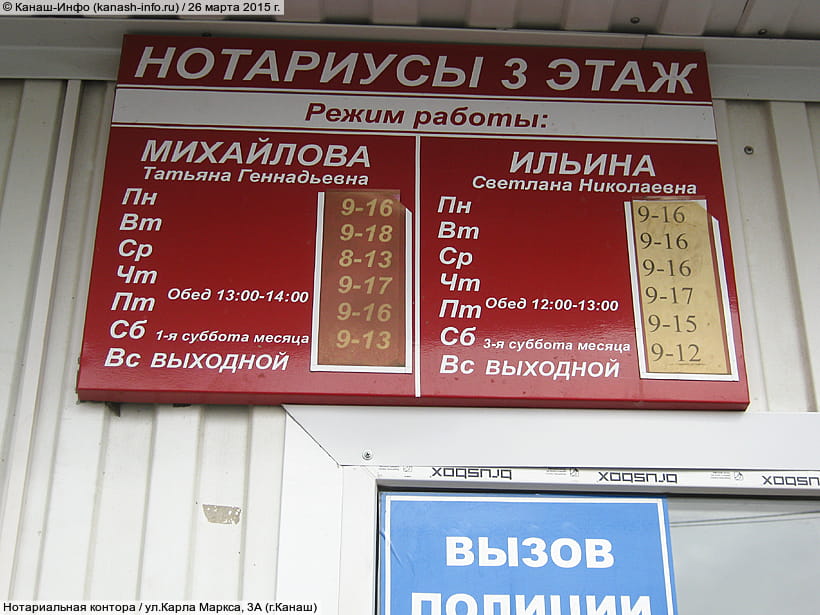 © Канаш-Инфо (kanash-info.ru) / 26 марта 2015 г.
НОТАРИУСЫ 3 ЭТАЖ
Режим работы:
МИХАЙЛОВА
Татьяна Геннадьевна
Пн 9-16
Вт 9-18
Ср 8-13
Чт 9-17
Пт Обед 13:00-14:00 9-16
Сб 1-я суббота месяца 9-13
Вс ВЫХОДНОЙ
ИЛЬИНА
Светлана Николаевна
Пн 9-16
Вт 9-16
Ср 9-16
Чт 9-17
Пт Обед 12:00-13:00 9-15
Сб 3-я суббота месяца 9-12
Вс ВЫХОДНОЙ
brusbox brusbox brusbox
ВЫЗОВ
ПОЛИЦИИ
Нотариальная контора / ул.Карла Маркса, 3А (г.Канаш)